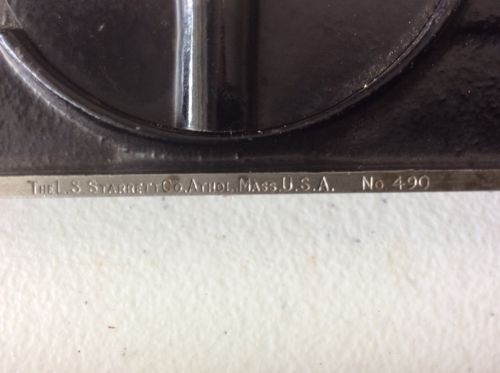 The L.S. Starrett Co. Athol, Mass. U.S.A. No 490